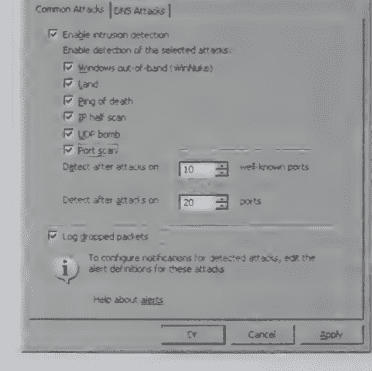 Common Attacks DNS Attacks
Enable intrusion detection
Enable detection of the selected attacks:
Windows out-of-band (WinNuke)
Land
Ping of death
IP half scan
UDP bomb
Port scan
Detect after attacks on 10 well-known ports
Detect after attacks on 20 ports
Log dropped packets
To configure notifications for detected attacks, edit the
alert definitions for these attacks
Help about alerts
Cancel Apply